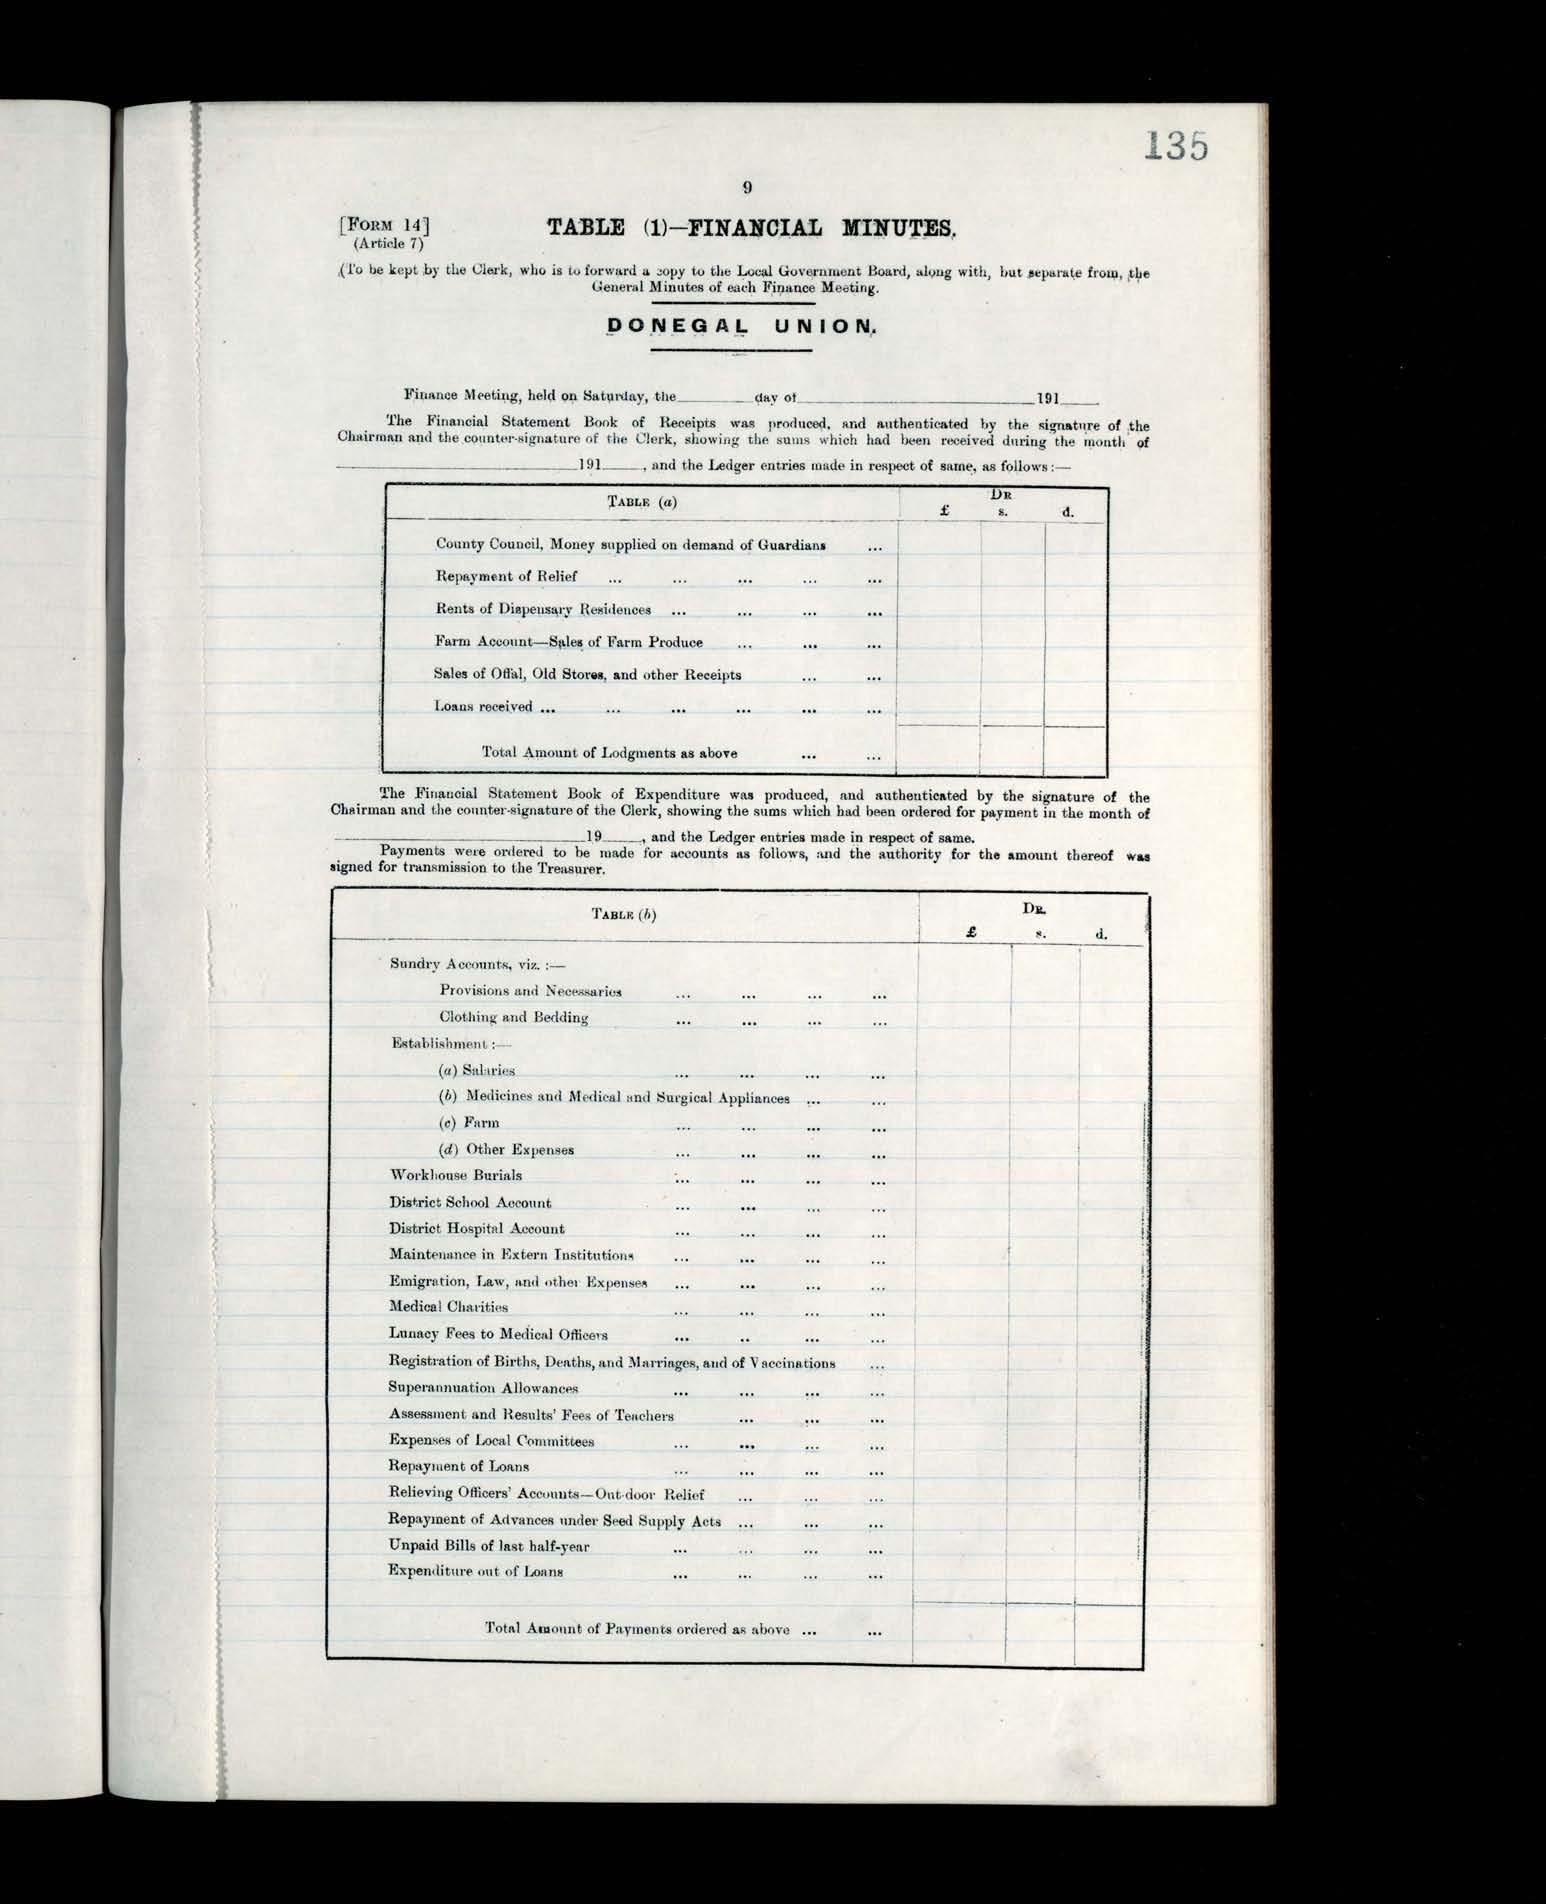 135
9
[FORM 14]
TABLE (1)—FINANCIAL MINUTES.
(Article 7)
(To be kept by the Clerk, who is to forward a copy to the Local Government Board, along with, but separate from, the
General Minutes of each Finance Meeting.
DONEGAL UNION.
Finance Meeting, held on Saturday, the day of 191
The Financial Statement Book of Receipts was produced, and authenticated by the signature of the
Chairman and the counter-signature of the Clerk, showing the sums which had been received during the month of
191 , and the Ledger entries made in respect of same, as follows :—
TABLE (a) DR
£ s. d.
County Council, Money supplied on demand of Guardians ...
Repayment of Relief ... ... ... ... ...
Rents of Dispensary Residences ... ... ... ...
Farm Account—Sales of Farm Produce ... ... ...
Sales of Offal, Old Stores, and other Receipts ... ...
Loans received ... ... ... ... ... ...
Total Amount of Lodgments as above ... ...
The Financial Statement Book of Expenditure was produced, and authenticated by the signature of the
Chairman and the counter-signature of the Clerk, showing the sums which had been ordered for payment in the month of
19 , and the Ledger entries made in respect of same.
Payments were ordered to be made for accounts as follows, and the authority for the amount thereof was
signed for transmission to the Treasurer.
TABLE (b) DR.
£ s. d.
Sundry Accounts, viz. :—
Provisions and Necessaries ... ... ... ...
Clothing and Bedding ... ... ... ...
Establishment :—
(a) Salaries ... ... ... ...
(b) Medicines and Medical and Surgical Appliances ... ...
(c) Farm ... ... ... ...
(d) Other Expenses ... ... ... ...
Workhouse Burials ... ... ... ...
District School Account ... ... ... ...
District Hospital Account ... ... ... ...
Maintenance in Extern Institutions ... ... ... ...
Emigration, Law, and other Expenses ... ... ... ...
Medical Charities ... ... ... ...
Lunacy Fees to Medical Officers ... .. ... ...
Registration of Births, Deaths, and Marriages, and of Vaccinations ...
Superannuation Allowances ... ... ... ...
Assessment and Results' Fees of Teachers ... ... ...
Expenses of Local Committees ... ... ... ...
Repayment of Loans ... ... ... ...
Relieving Officers' Accounts—Out-door Relief ... ... ...
Repayment of Advances under Seed Supply Acts ... ... ...
Unpaid Bills of last half-year ... ... ... ...
Expenditure out of Loans ... ... ... ...
Total Amount of Payments ordered as above ... ...